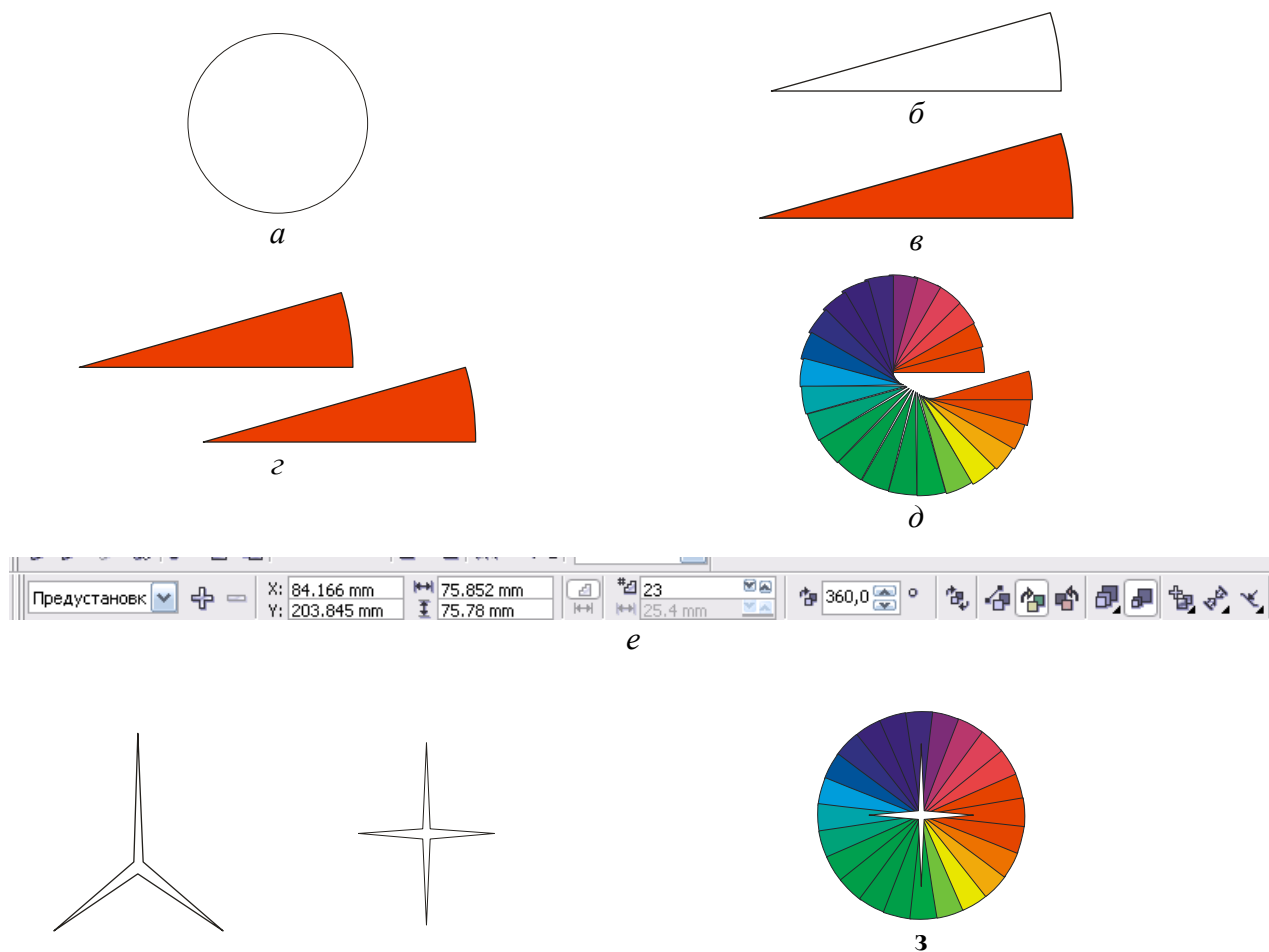 а
б
в
г
д
Предустановк X: 84.166 mm 75.852 mm 23 360,0 °
Y: 203.845 mm 75.78 mm 25.4 mm
е
з